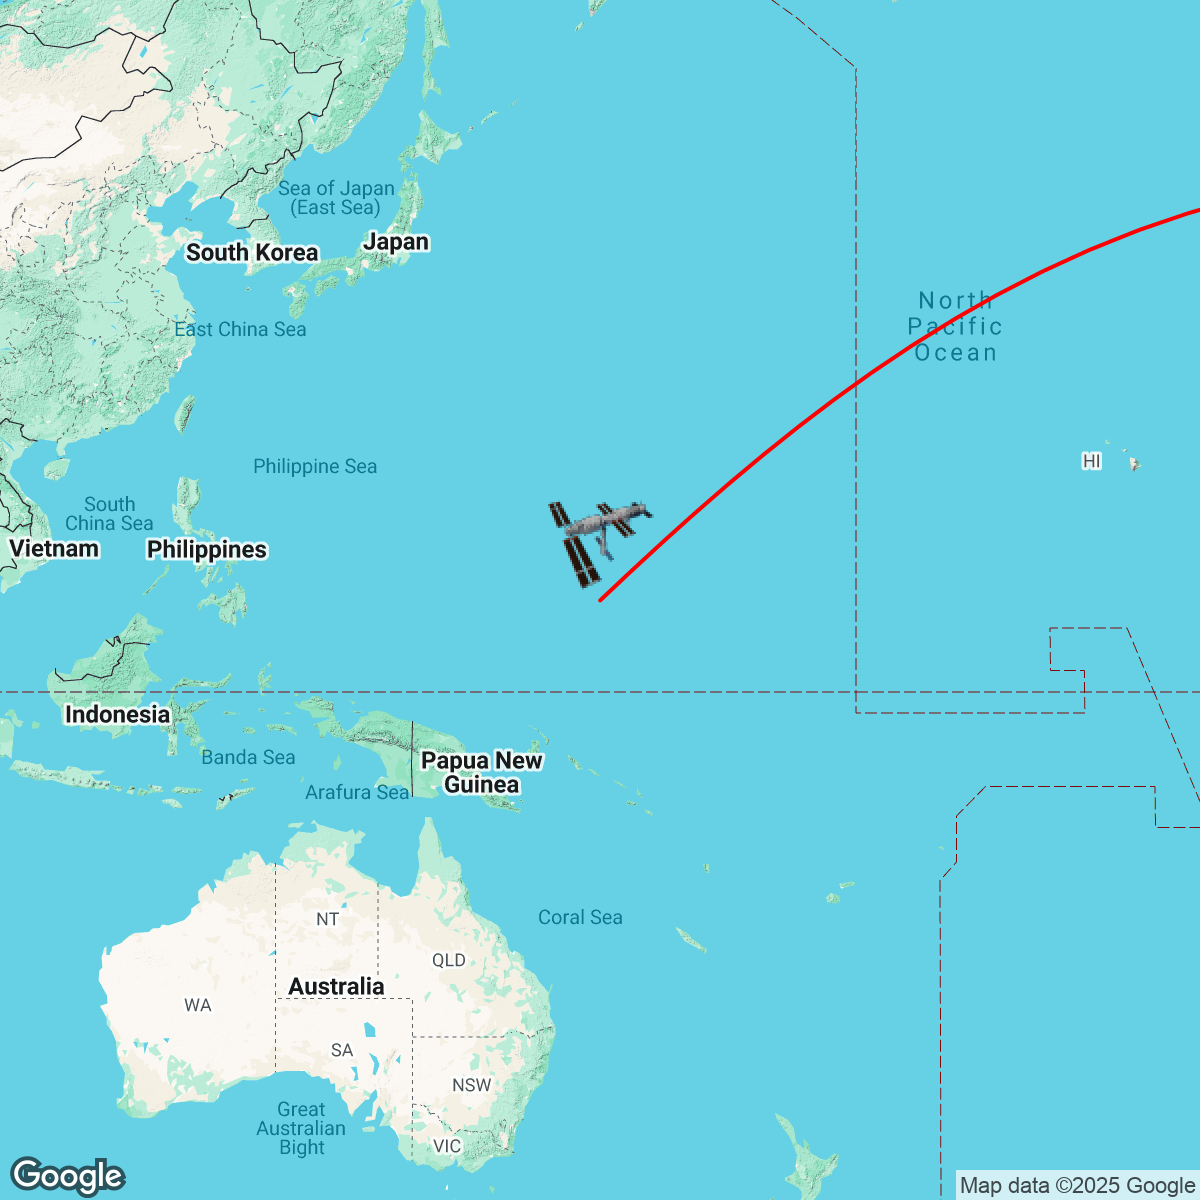 Sea of Japan
(East Sea)
South Korea
Japan
North
Pacific
Ocean
East China Sea
Philippine Sea
HI
South
China Sea
Vietnam
Philippines
Indonesia
Banda Sea
Papua New
Guinea
Arafura Sea
Coral Sea
NT
QLD
Australia
WA
SA
NSW
Great
Australian
Bight
VIC
Google
Map data ©2025 Google